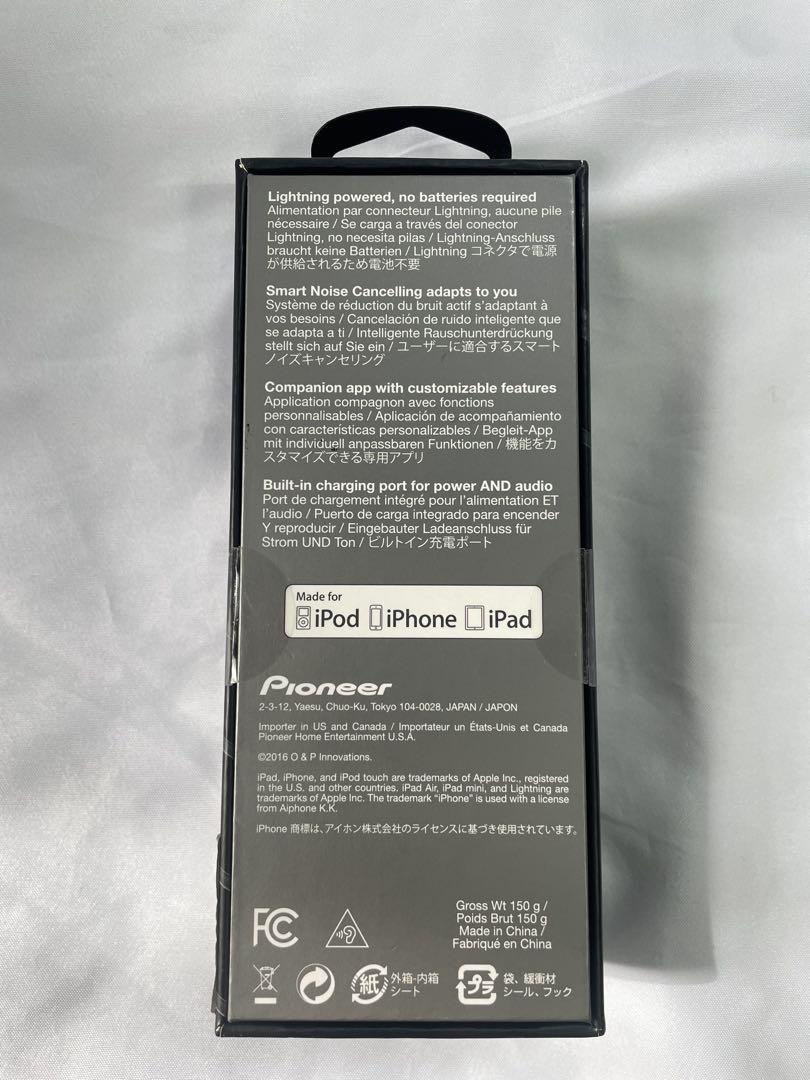 Lightning powered, no batteries required
Alimentation par connecteur Lightning, aucune pile
nécessaire / Se carga a través del conector
Lightning, no necesita pilas / Lightning-Anschluss
braucht keine Batterien / Lightning コネクタで電源
が供給されるため電池不要
Smart Noise Cancelling adapts to you
Système de réduction du bruit actif s'adaptant à
vos besoins / Cancelación de ruido inteligente que
se adapta a ti / Intelligente Rauschunterdrückung
stellt sich auf Sie ein / ユーザーに適合するスマート
ノイズキャンセリング
Companion app with customizable features
Application compagnon avec fonctions
personnalisables / Aplicación de acompañamiento
con características personalizables / Begleit-App
mit individuell anpassbaren Funktionen / 機能をカ
スタマイズできる専用アプリ
Built-in charging port for power AND audio
Port de chargement intégré pour l'alimentation ET
l'audio / Puerto de carga integrado para encender
Y reproducir / Eingebauter Ladeanschluss für
Strom UND Ton / ビルトイン充電ポート
Made for
iPod iPhone iPad
Pioneer
2-3-12, Yaesu, Chuo-Ku, Tokyo 104-0028, JAPAN / JAPON
Importer in US and Canada / Importateur un États-Unis et Canada
Pioneer Home Entertainment U.S.A.
©2016 O & P Innovations.
iPad, iPhone, and iPod touch are trademarks of Apple Inc., registered
in the U.S. and other countries. iPad Air, iPad mini, and Lightning are
trademarks of Apple Inc. The trademark "iPhone" is used with a license
from Aiphone K.K.
iPhone 商標は、アイホン株式会社のライセンスに基づき使用されています。
Gross Wt 150 g /
Poids Brut 150 g
Made in China /
Fabriqué en China
FC
紙 外箱-内箱
シート
プラ 袋、緩衝材
シール、フック